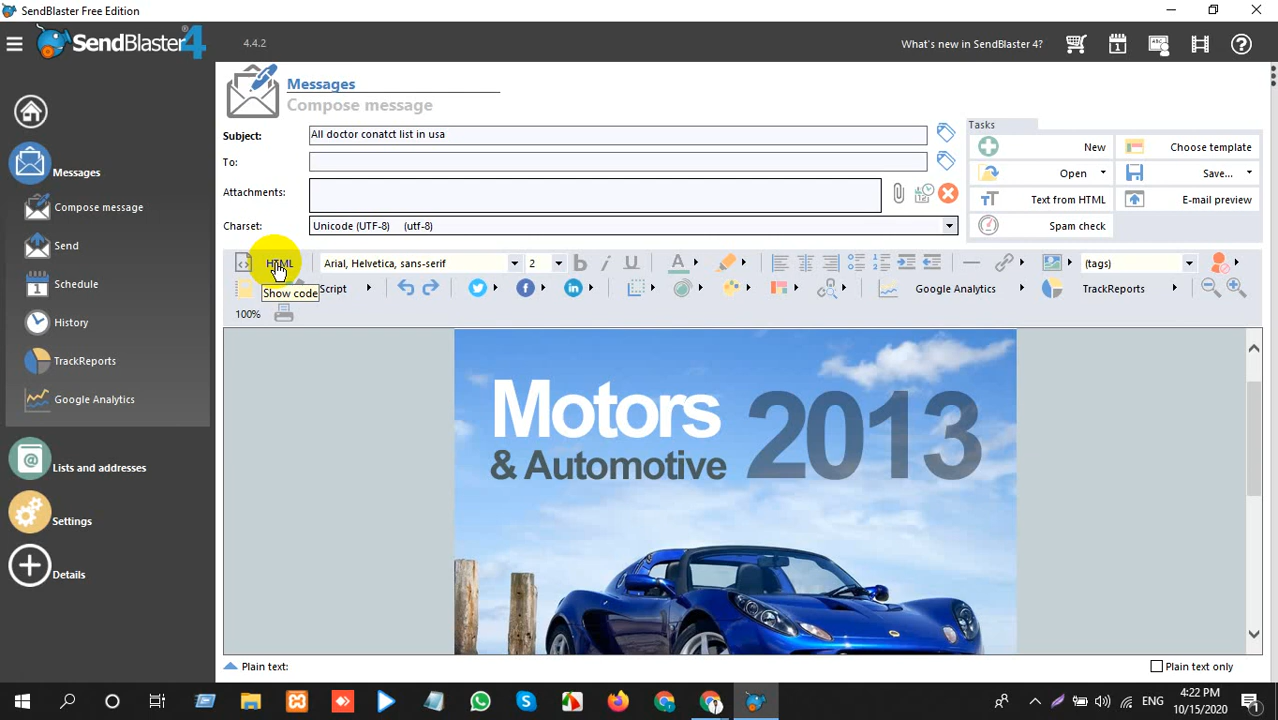 SendBlaster Free Edition
SendBlaster 4
4.4.2
What's new in SendBlaster 4?
Messages
Compose message
Subject:
All doctor conatct list in usa
To:
Attachments:
Charset:
Unicode (UTF-8) (utf-8)
Tasks
New
Choose template
Open
Save...
Text from HTML
E-mail preview
Spam check
Messages
Compose message
Send
Schedule
History
TrackReports
Google Analytics
Lists and addresses
Settings
Details
HTML
Arial, Helvetica, sans-serif
2
b i U A
(tags)
Show code
Script
Google Analytics
TrackReports
100%
Motors
& Automotive
2013
Plain text:
Plain text only
ENG
4:22 PM
10/15/2020